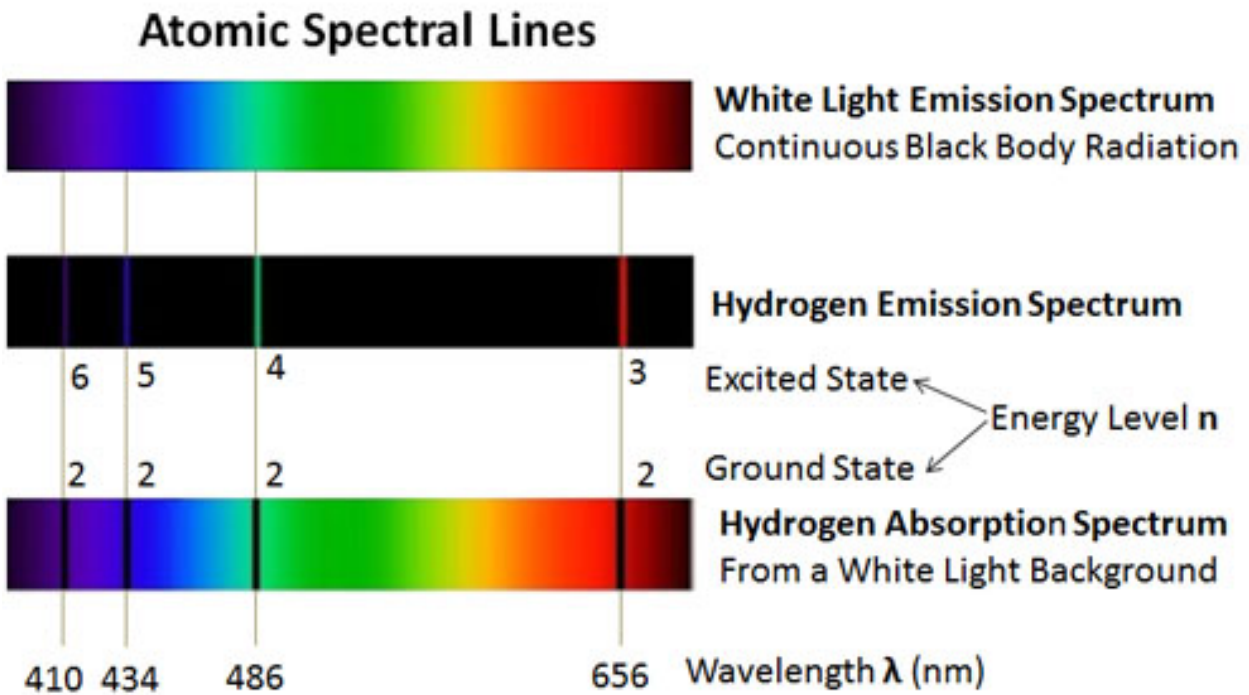 Atomic Spectral Lines
White Light Emission Spectrum
Continuous Black Body Radiation
Hydrogen Emission Spectrum
6 5 4 3 Excited State
Energy Level n
2 2 2 2 Ground State
Hydrogen Absorption Spectrum
From a White Light Background
410 434 486 656 Wavelength λ (nm)